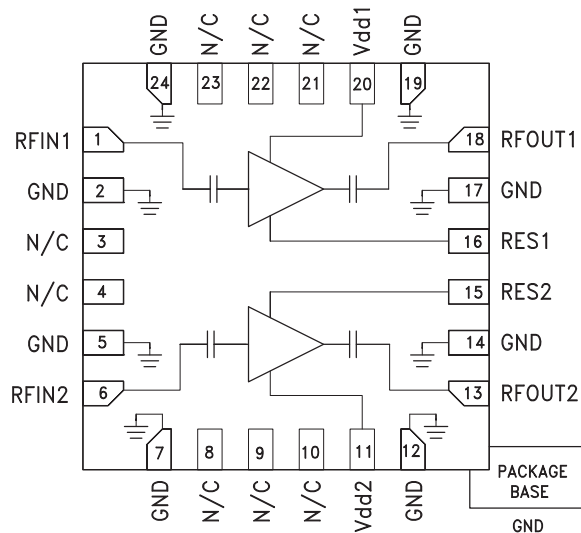 GND
N/C
N/C
N/C
Vdd1
GND
24
23
22
21
20
19
RFIN1
1
18
RFOUT1
GND
2
17
GND
N/C
3
16
RES1
N/C
4
15
RES2
GND
5
14
GND
RFIN2
6
13
RFOUT2
7
8
9
10
11
12
GND
N/C
N/C
N/C
Vdd2
GND
PACKAGE
BASE
GND